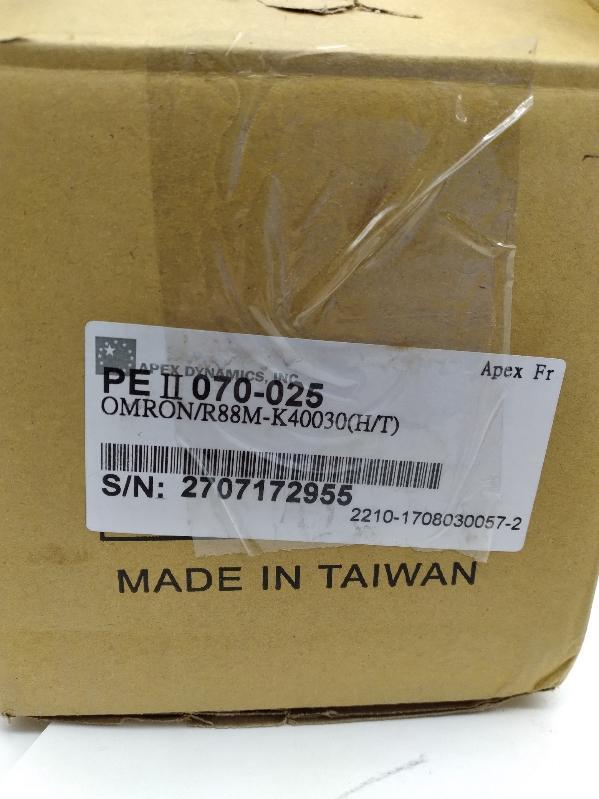 APEX DYNAMICS, INC.
Apex Fr
PE II 070-025
OMRON/R88M-K40030(H/T)
S/N: 2707172955
2210-1708030057-2
MADE IN TAIWAN